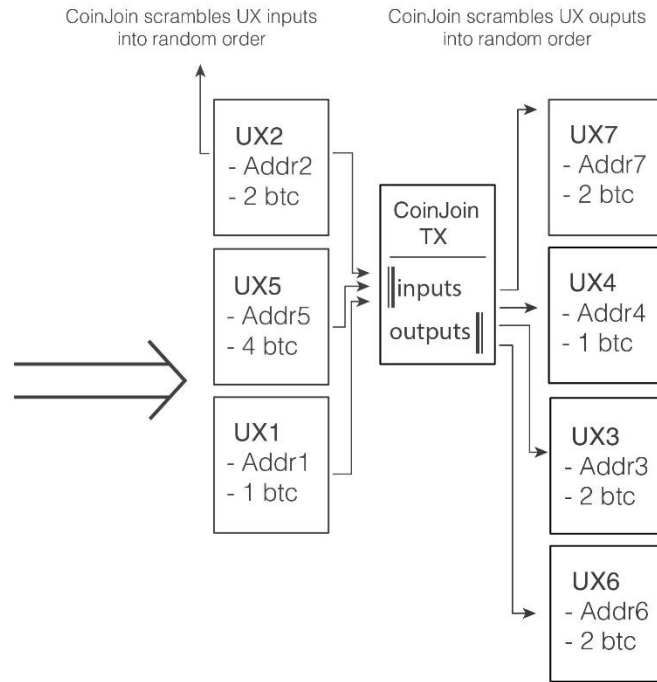 CoinJoin scrambles UX inputs
into random order
CoinJoin scrambles UX ouputs
into random order
UX2
- Addr2
- 2 btc
UX5
- Addr5
- 4 btc
UX1
- Addr1
- 1 btc
CoinJoin
TX
inputs
outputs
UX7
- Addr7
- 2 btc
UX4
- Addr4
- 1 btc
UX3
- Addr3
- 2 btc
UX6
- Addr6
- 2 btc